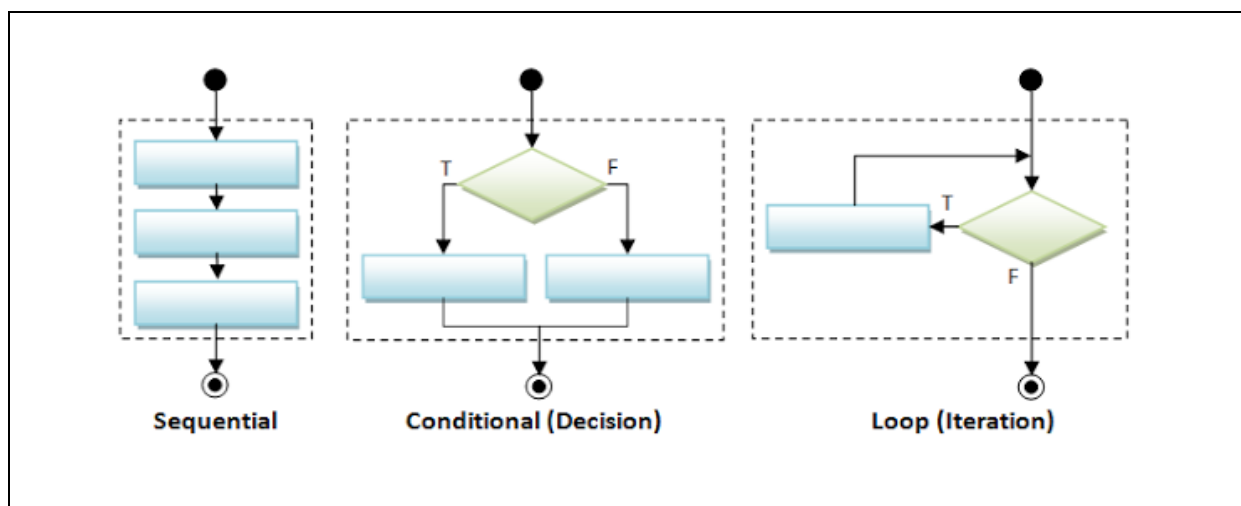 T
F
T
F
Sequential
Conditional (Decision)
Loop (Iteration)